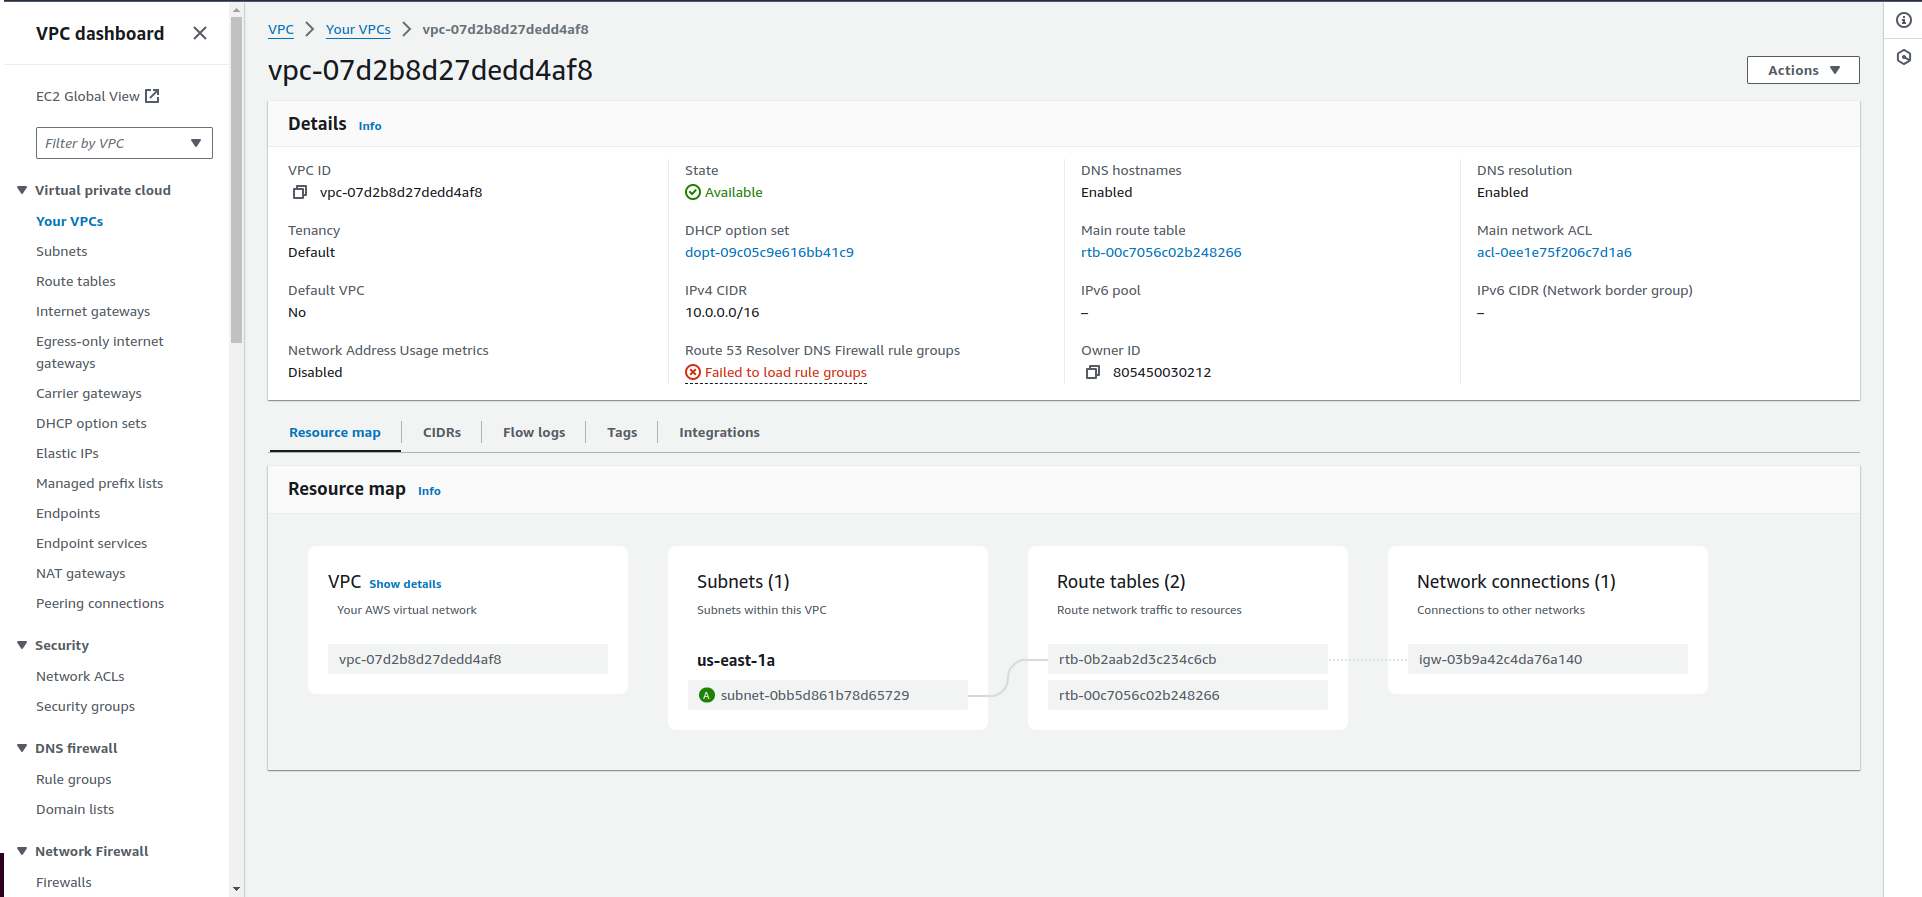 VPC dashboard
EC2 Global View
Filter by VPC
Virtual private cloud
Your VPCs
Subnets
Route tables
Internet gateways
Egress-only internet
gateways
Carrier gateways
DHCP option sets
Elastic IPs
Managed prefix lists
Endpoints
Endpoint services
NAT gateways
Peering connections
Security
Network ACLs
Security groups
DNS firewall
Rule groups
Domain lists
Network Firewall
Firewalls
VPC > Your VPCs > vpc-07d2b8d27dedd4af8
vpc-07d2b8d27dedd4af8
Actions
Details Info
VPC ID
vpc-07d2b8d27dedd4af8
State
Available
DNS hostnames
Enabled
DNS resolution
Enabled
Tenancy
Default
DHCP option set
dopt-09c05c9e616bb41c9
Main route table
rtb-00c7056c02b248266
Main network ACL
acl-0ee1e75f206c7d1a6
Default VPC
No
IPv4 CIDR
10.0.0.0/16
IPv6 pool
–
IPv6 CIDR (Network border group)
–
Network Address Usage metrics
Disabled
Route 53 Resolver DNS Firewall rule groups
Failed to load rule groups
Owner ID
805450030212
Resource map CIDRs Flow logs Tags Integrations
Resource map Info
VPC Show details
Your AWS virtual network
vpc-07d2b8d27dedd4af8
Subnets (1)
Subnets within this VPC
us-east-1a
A subnet-0bb5d861b78d65729
Route tables (2)
Route network traffic to resources
rtb-0b2aab2d3c234c6cb
rtb-00c7056c02b248266
Network connections (1)
Connections to other networks
igw-03b9a42c4da76a140